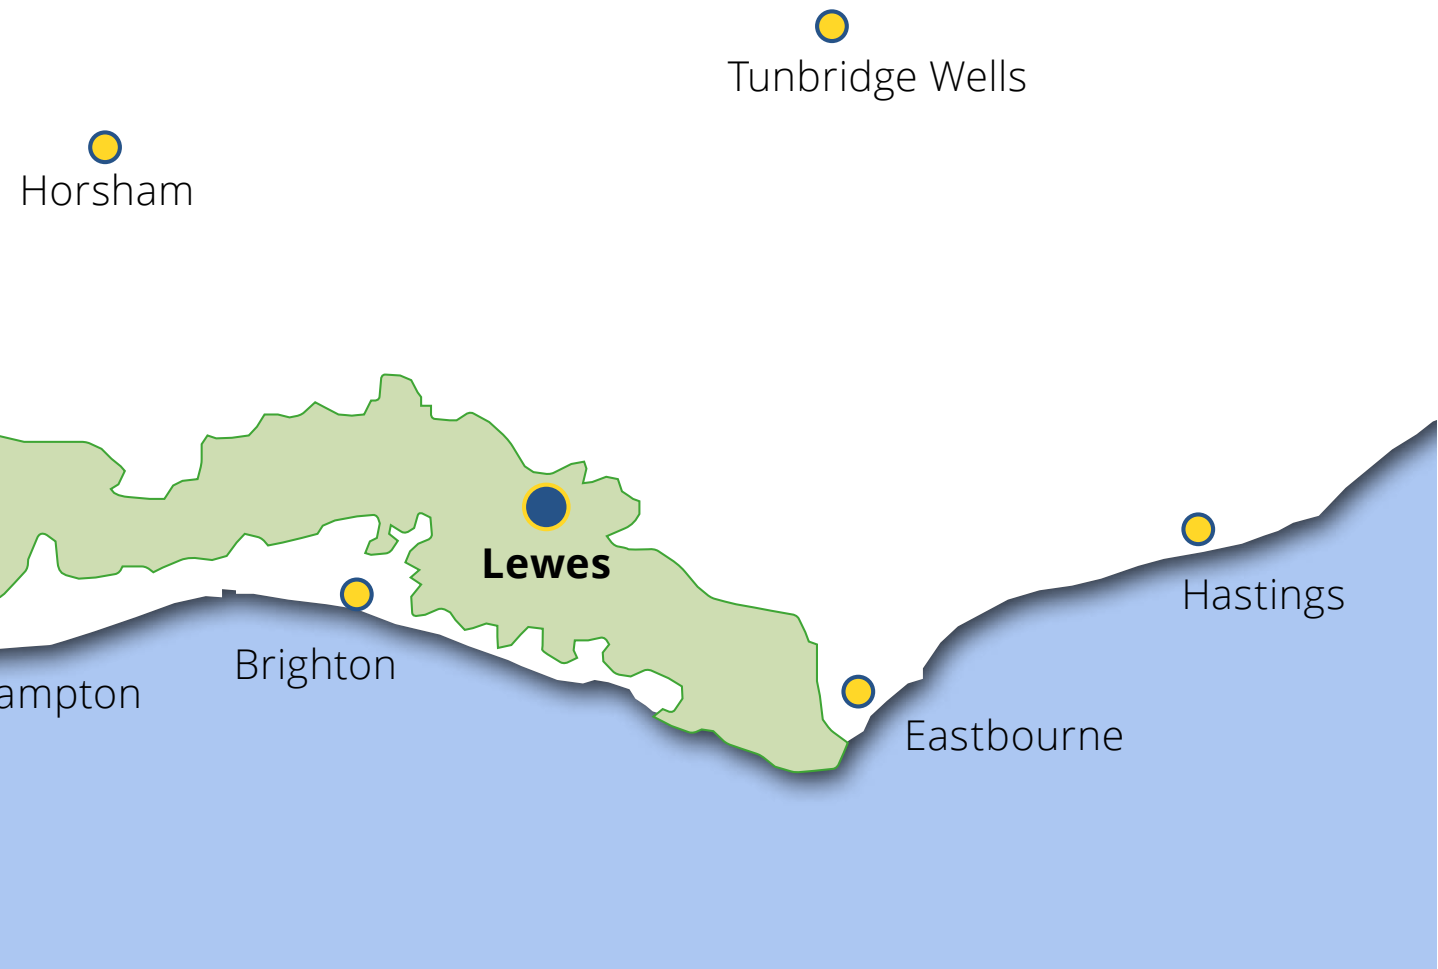 Tunbridge Wells
Horsham
Lewes
Hastings
Brighton
ampton
Eastbourne